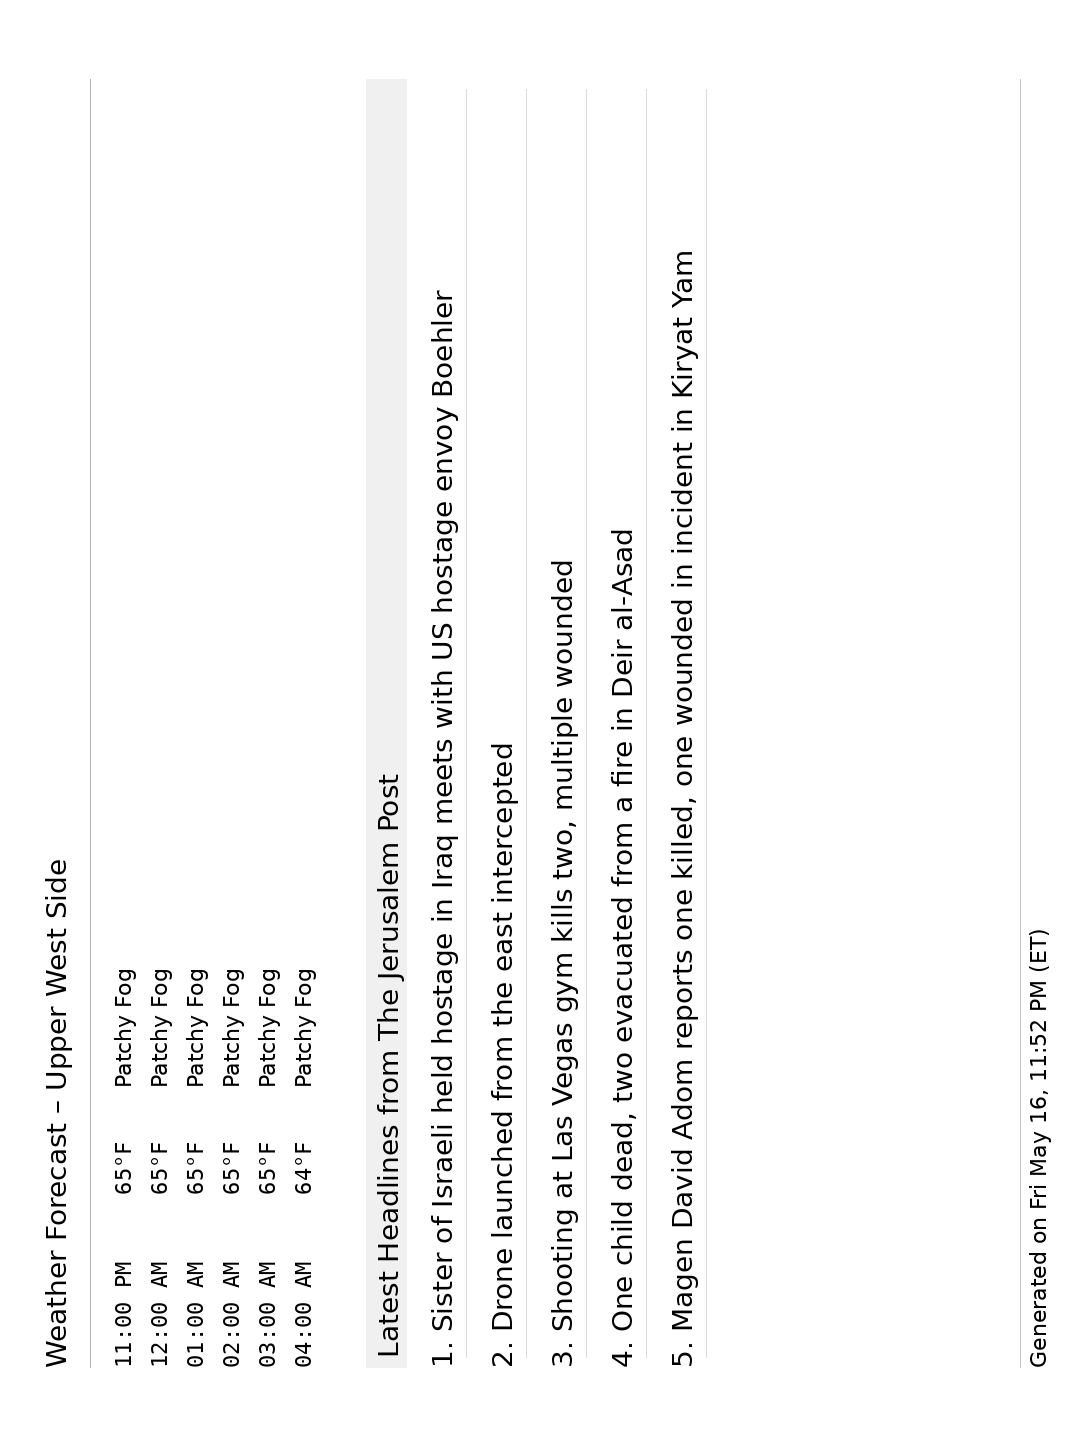 Weather Forecast – Upper West Side
11:00 PM 65°F Patchy Fog
12:00 AM 65°F Patchy Fog
01:00 AM 65°F Patchy Fog
02:00 AM 65°F Patchy Fog
03:00 AM 65°F Patchy Fog
04:00 AM 64°F Patchy Fog
Latest Headlines from The Jerusalem Post
1. Sister of Israeli held hostage in Iraq meets with US hostage envoy Boehler
2. Drone launched from the east intercepted
3. Shooting at Las Vegas gym kills two, multiple wounded
4. One child dead, two evacuated from a fire in Deir al-Asad
5. Magen David Adom reports one killed, one wounded in incident in Kiryat Yam
Generated on Fri May 16, 11:52 PM (ET)